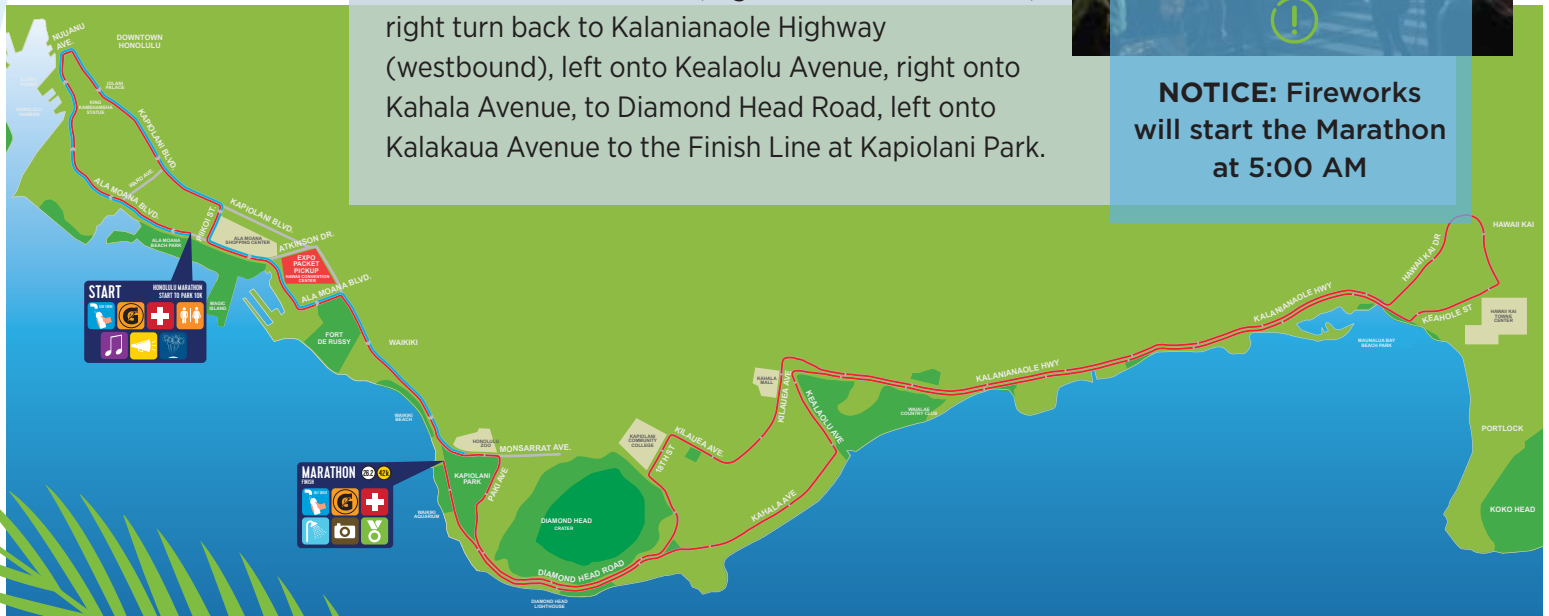 right turn back to Kalanianaole Highway
(westbound), left onto Kealaolu Avenue, right onto
Kahala Avenue, to Diamond Head Road, left onto
Kalakaua Avenue to the Finish Line at Kapiolani Park.
NOTICE: Fireworks
will start the Marathon
at 5:00 AM
NUUANU
AVE.
DOWNTOWN
HONOLULU
IOLANI
PALACE
KING
KAMEHAMEHA
STATUE
KAPIOLANI BLVD.
WARD AVE.
ALA MOANA BLVD.
PIIKOI ST.
KAPIOLANI BLVD.
ALA MOANA
SHOPPING CENTER
ATKINSON DR.
ALA MOANA
BEACH PARK
EXPO
PACKET
PICKUP
HAWAII CONVENTION
CENTER
ALA MOANA BLVD.
MAGIC
ISLAND
START
HONOLULU MARATHON
START TO PARK 10K
G
FORT
DE RUSSY
WAIKIKI
WAIKIKI
BEACH
HONOLULU
ZOO
MONSARRAT AVE.
KAPIOLANI
PARK
PAKI AVE
WAIKIKI
AQUARIUM
MARATHON
26.2
42K
FINISH
G
KAPIOLANI
COMMUNITY
COLLEGE
18TH ST
KILAUEA AVE.
DIAMOND HEAD
CRATER
DIAMOND HEAD ROAD
DIAMOND HEAD
LIGHTHOUSE
KAHALA AVE
KAHALA
MALL
KILAUEA AVE
KEALAOLU AVE
WAIALAE
COUNTRY CLUB
KALANIANAOLE HWY
KALANIANAOLE HWY
HAWAII KAI DR
HAWAII KAI
KEAHOLE ST
HAWAII KAI
TOWNE
CENTER
MAUNALUA BAY
BEACH PARK
PORTLOCK
KOKO HEAD